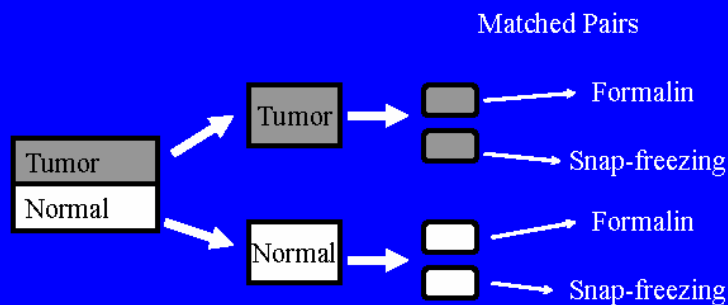 Matched Pairs
Tumor
Normal
Tumor
Formalin
Snap-freezing
Normal
Formalin
Snap-freezing